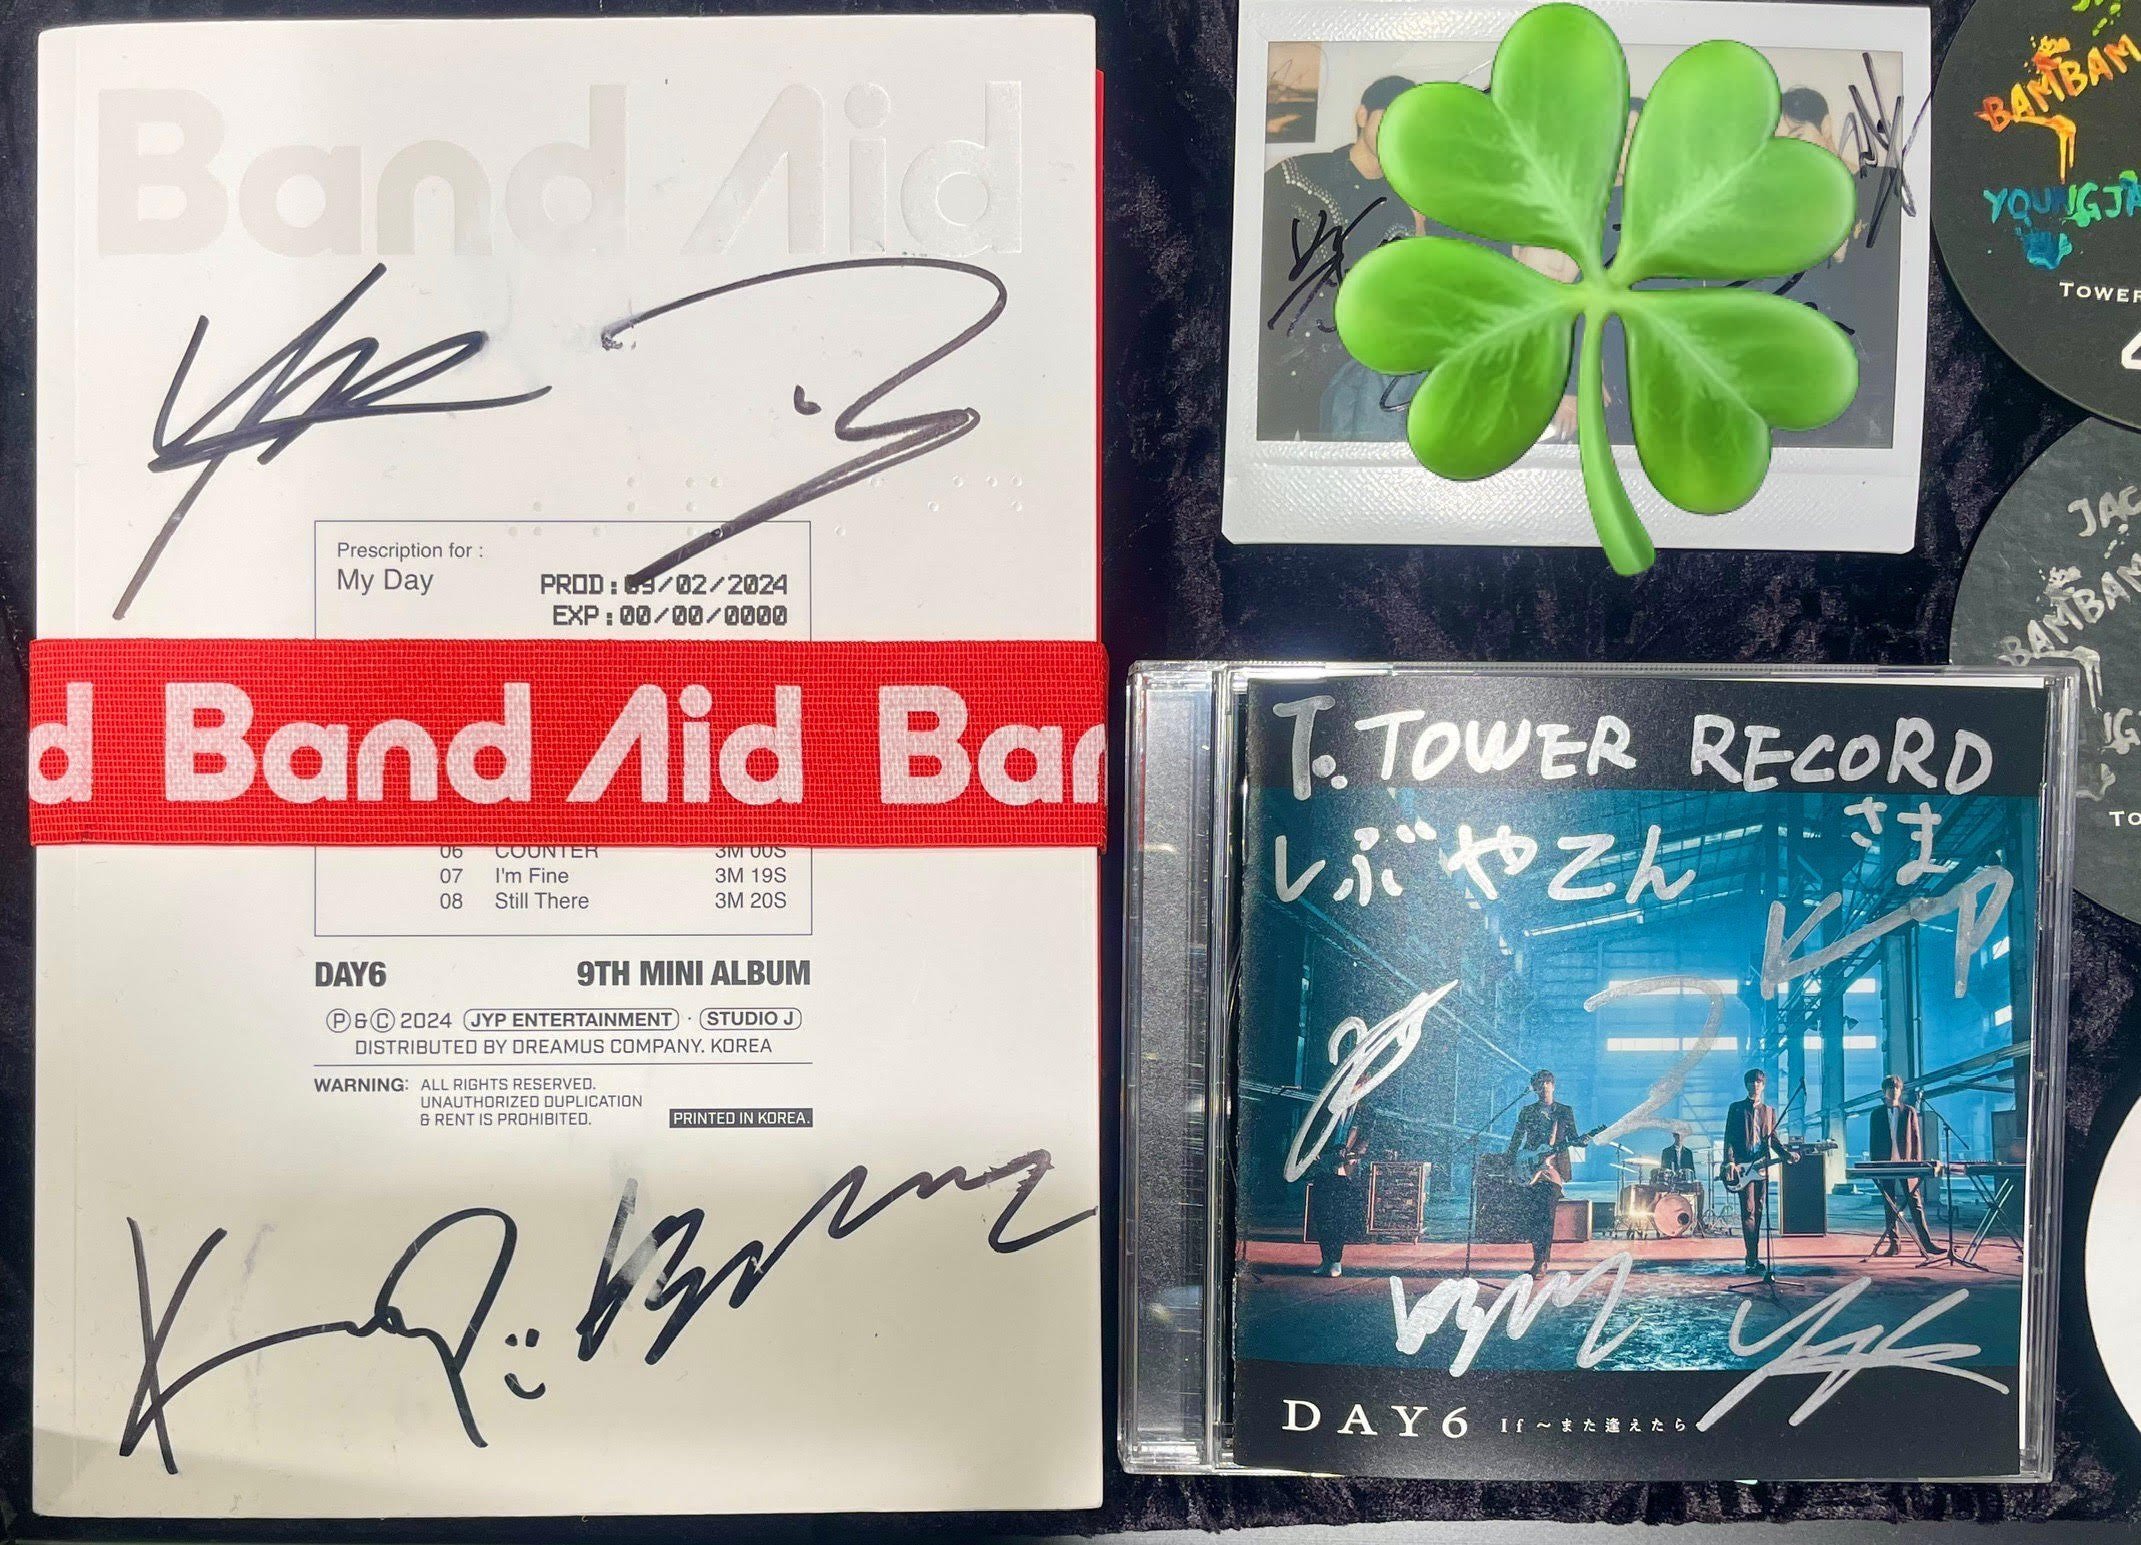 Band Aid
Prescription for :
My Day
PROD:09/02/2024
EXP:00/00/0000
d Band Aid Ban
06 COUNTER 3M 00S
07 I'm Fine 3M 19S
08 Still There 3M 20S
DAY6 9TH MINI ALBUM
Ⓟ&Ⓒ 2024 JYP ENTERTAINMENT · STUDIO J
DISTRIBUTED BY DREAMUS COMPANY. KOREA
WARNING: ALL RIGHTS RESERVED.
UNAUTHORIZED DUPLICATION
& RENT IS PROHIBITED.
PRINTED IN KOREA.
BAMBAM
YOUNGJA
TOWER
JAC
BAMBAM
To
T. TOWER RECORD
しぶやてん さま
DAY6 If～また逢えたら～